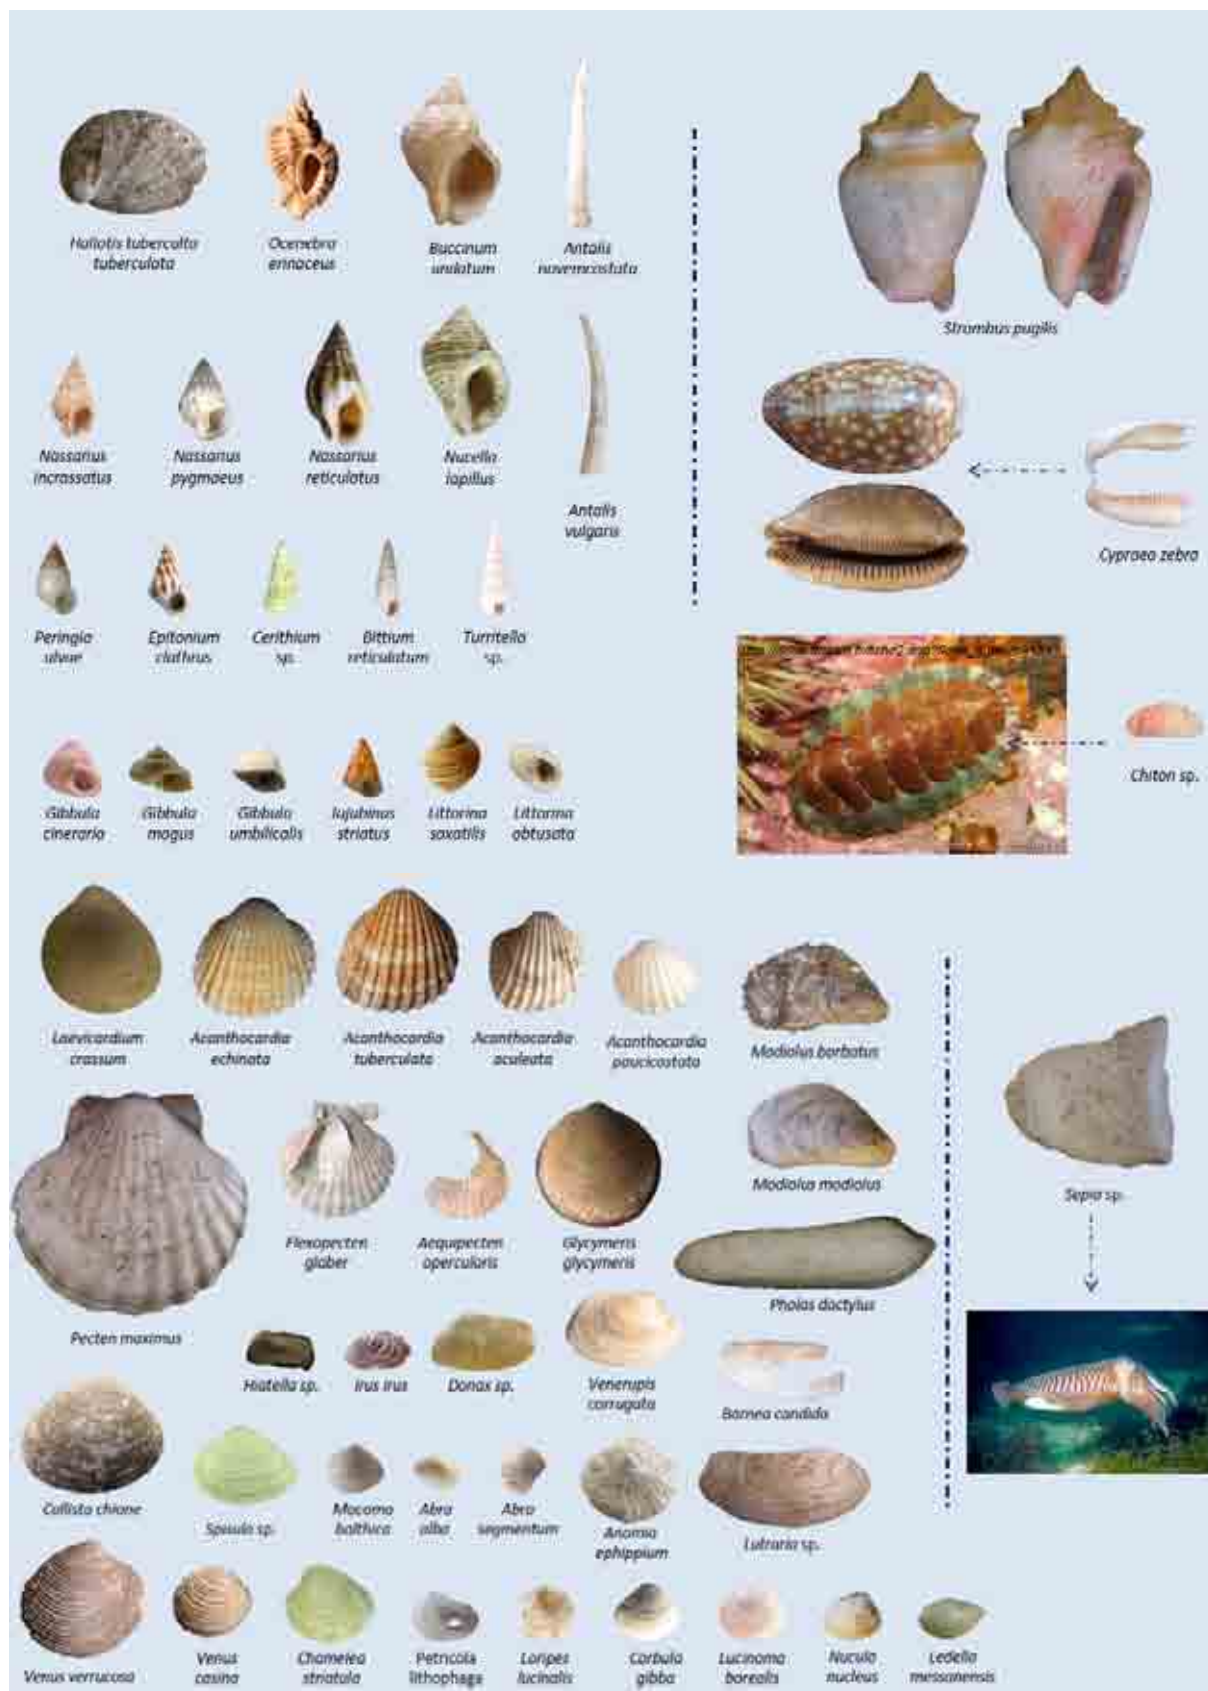 Haliotis tuberculta
tuberculata
Ocenebra
erinaceus
Buccinum
undatum
Antalis
novemcostata
Strombus pugilis
Nassarius
incrassatus
Nassarius
pygmaeus
Nassarius
reticulatus
Nucella
lapillus
Antalis
vulgaris
Cypraea zebra
Peringia
ulvae
Epitonium
clathrus
Cerithium
sp.
Bittium
reticulatum
Turritella
sp.
Gibbula
cineraria
Gibbula
magus
Gibbula
umbilicalis
Jujubinus
striatus
Littorina
saxatilis
Littorina
obtusata
Chiton sp.
Laevicardium
crassum
Acanthocardia
echinata
Acanthocardia
tuberculata
Acanthocardia
aculeata
Acanthocardia
paucicostata
Modiolus barbatus
Modiolus modiolus
Sepia sp.
Pecten maximus
Flexopecten
glaber
Aequipecten
opercularis
Glycymeris
glycymeris
Pholas dactylus
Hiatella sp.
Irus irus
Donax sp.
Venerupis
corrugata
Barnea candida
Callista chione
Spisula sp.
Macoma
balthica
Abra
alba
Abra
segmentum
Anomia
ephippium
Lutraria sp.
Venus verrucosa
Venus
casina
Chamelea
striatula
Petricola
lithophaga
Loripes
lucinalis
Corbula
gibba
Lucinoma
borealis
Nucula
nucleus
Ledella
messanensis